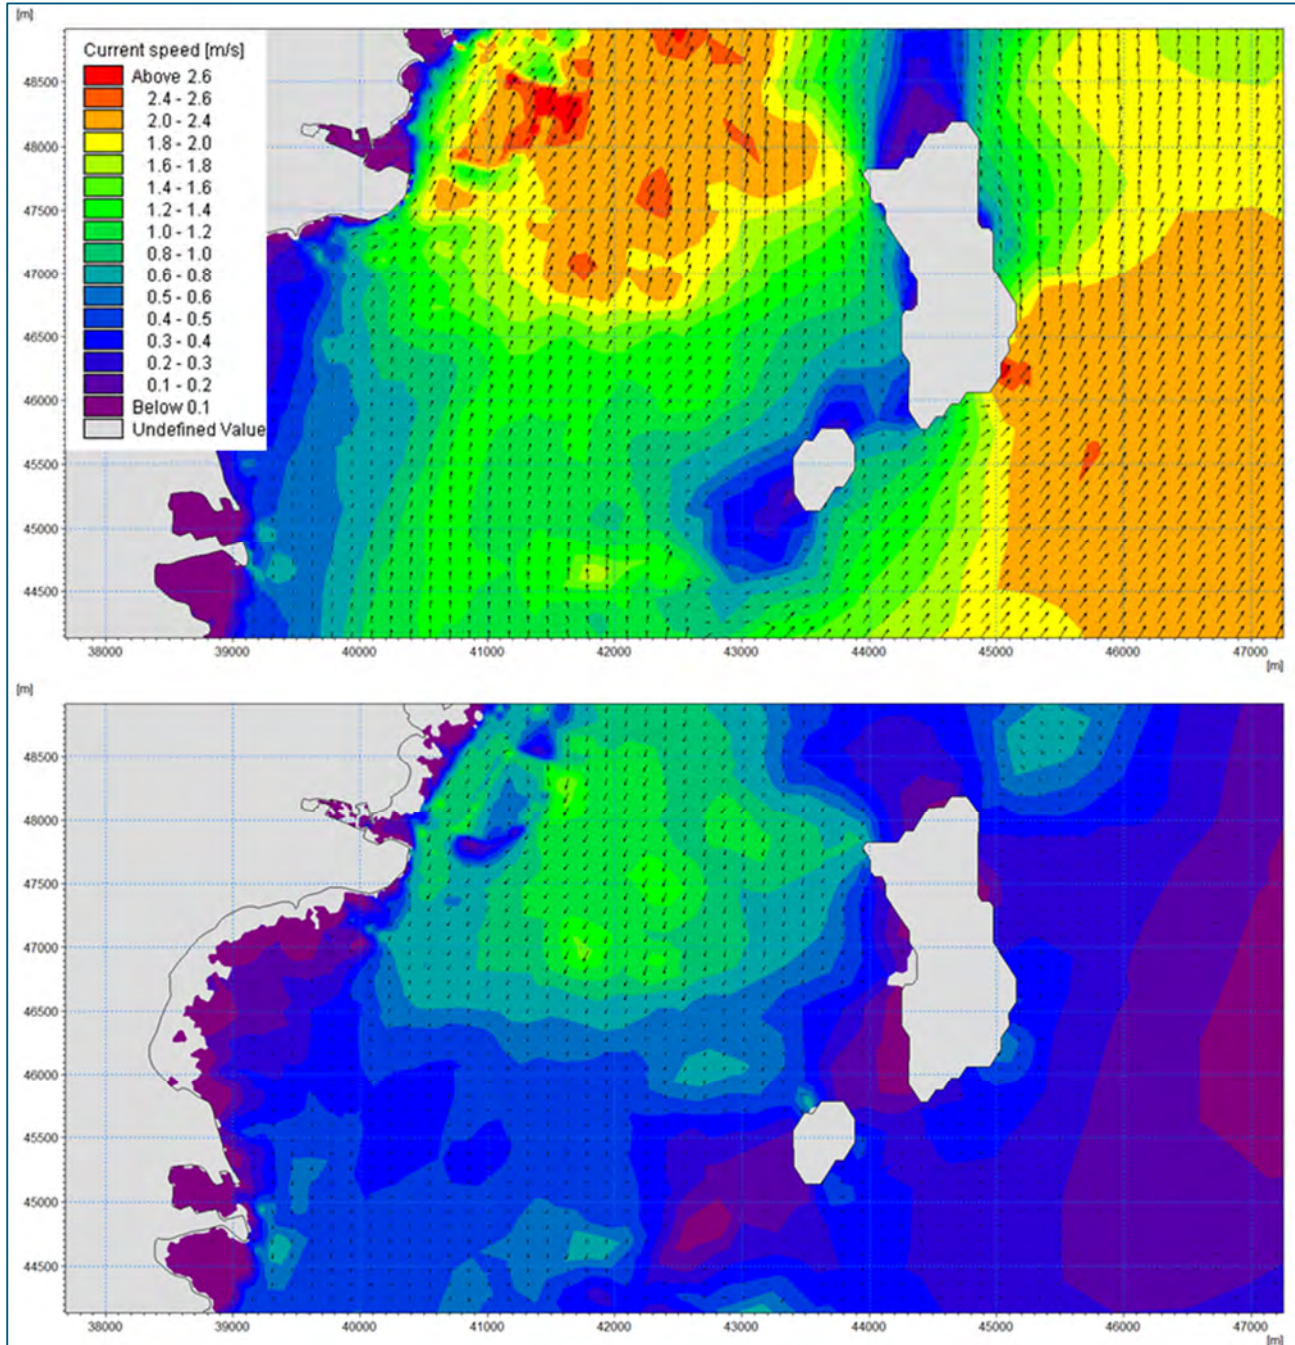 [m]
Current speed [m/s]
Above 2.6
2.4 - 2.6
2.0 - 2.4
1.8 - 2.0
1.6 - 1.8
1.4 - 1.6
1.2 - 1.4
1.0 - 1.2
0.8 - 1.0
0.6 - 0.8
0.5 - 0.6
0.4 - 0.5
0.3 - 0.4
0.2 - 0.3
0.1 - 0.2
Below 0.1
Undefined Value
48500
48000
47500
47000
46500
46000
45500
45000
44500
38000 39000 40000 41000 42000 43000 44000 45000 46000 47000
[m]
[m]
48500
48000
47500
47000
46500
46000
45500
45000
44500
38000 39000 40000 41000 42000 43000 44000 45000 46000 47000
[m]